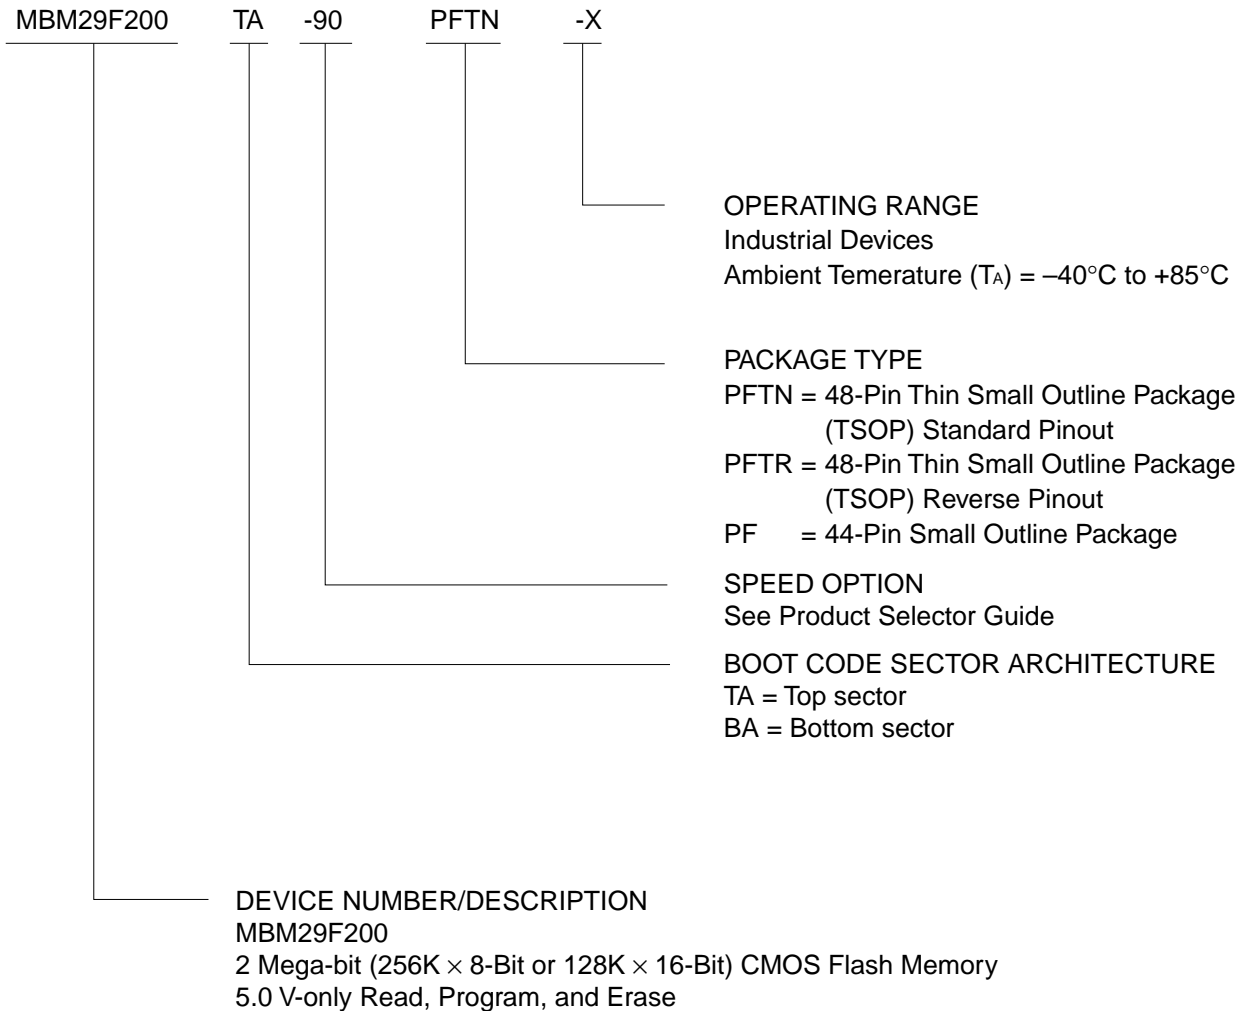 MBM29F200 TA -90 PFTN -X
OPERATING RANGE
Industrial Devices
Ambient Temerature (TA) = –40°C to +85°C
PACKAGE TYPE
PFTN = 48-Pin Thin Small Outline Package
(TSOP) Standard Pinout
PFTR = 48-Pin Thin Small Outline Package
(TSOP) Reverse Pinout
PF = 44-Pin Small Outline Package
SPEED OPTION
See Product Selector Guide
BOOT CODE SECTOR ARCHITECTURE
TA = Top sector
BA = Bottom sector
DEVICE NUMBER/DESCRIPTION
MBM29F200
2 Mega-bit (256K × 8-Bit or 128K × 16-Bit) CMOS Flash Memory
5.0 V-only Read, Program, and Erase